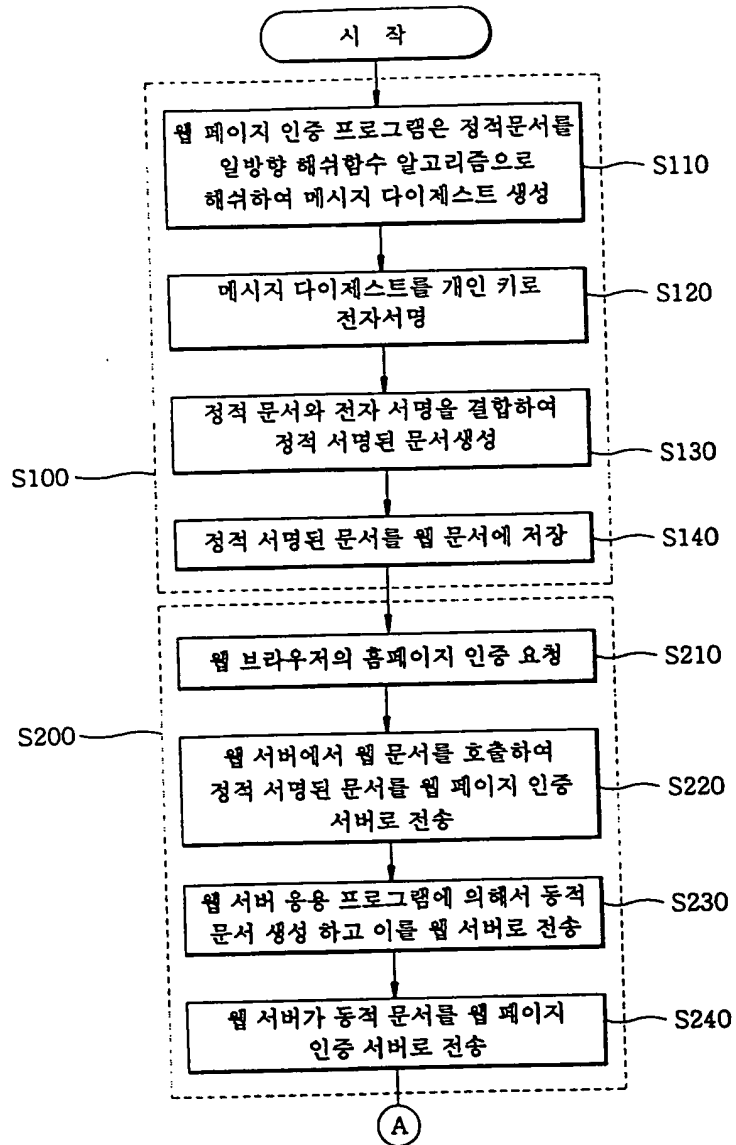 시 작
웹 페이지 인증 프로그램은 정적문서를
일방향 해쉬함수 알고리즘으로
해쉬하여 메시지 다이제스트 생성
S110
메시지 다이제스트를 개인 키로
전자서명
S120
정적 문서와 전자 서명을 결합하여
정적 서명된 문서생성
S130
S100
정적 서명된 문서를 웹 문서에 저장
S140
웹 브라우저의 홈페이지 인증 요청
S210
S200
웹 서버에서 웹 문서를 호출하여
정적 서명된 문서를 웹 페이지 인증
서버로 전송
S220
웹 서버 응용 프로그램에 의해서 동적
문서 생성 하고 이를 웹 서버로 전송
S230
웹 서버가 동적 문서를 웹 페이지
인증 서버로 전송
S240
A